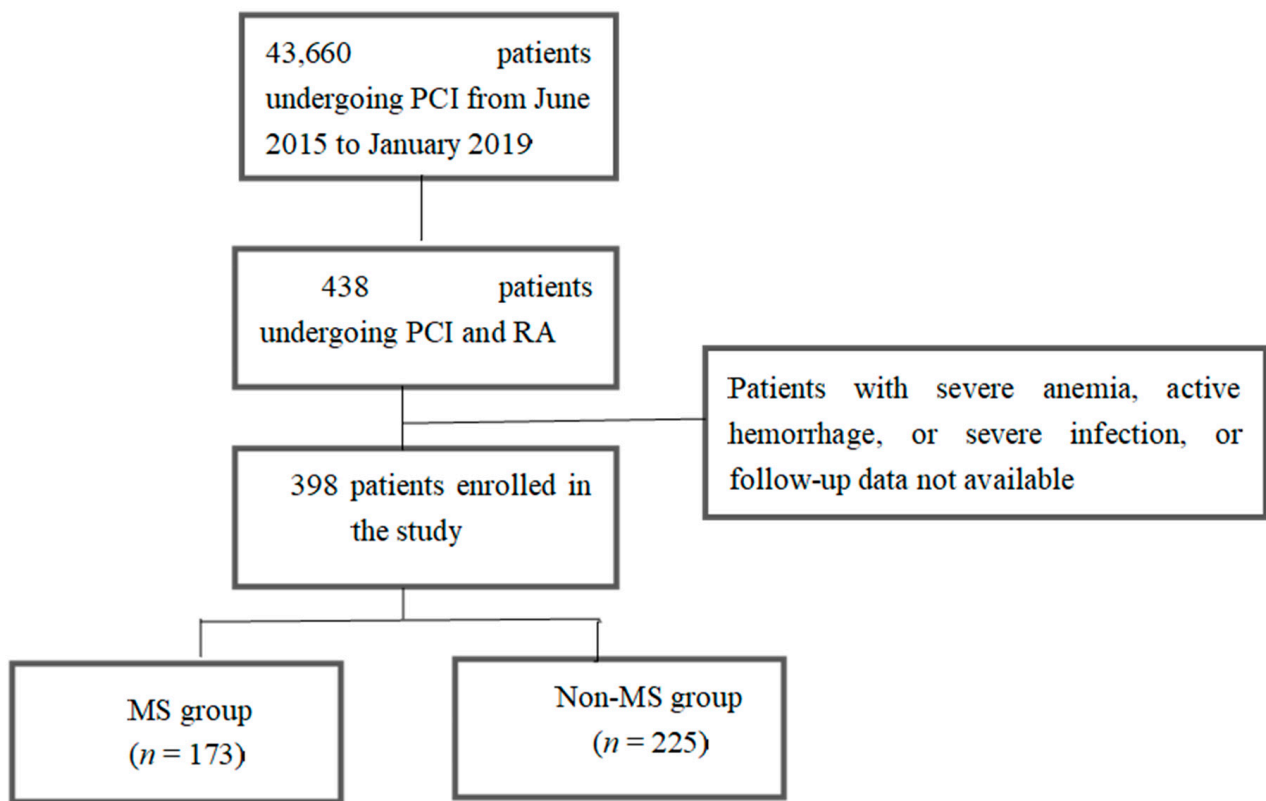 43,660 patients
undergoing PCI from June
2015 to January 2019
438 patients
undergoing PCI and RA
Patients with severe anemia, active
hemorrhage, or severe infection, or
follow-up data not available
398 patients enrolled in
the study
MS group
(n = 173)
Non-MS group
(n = 225)